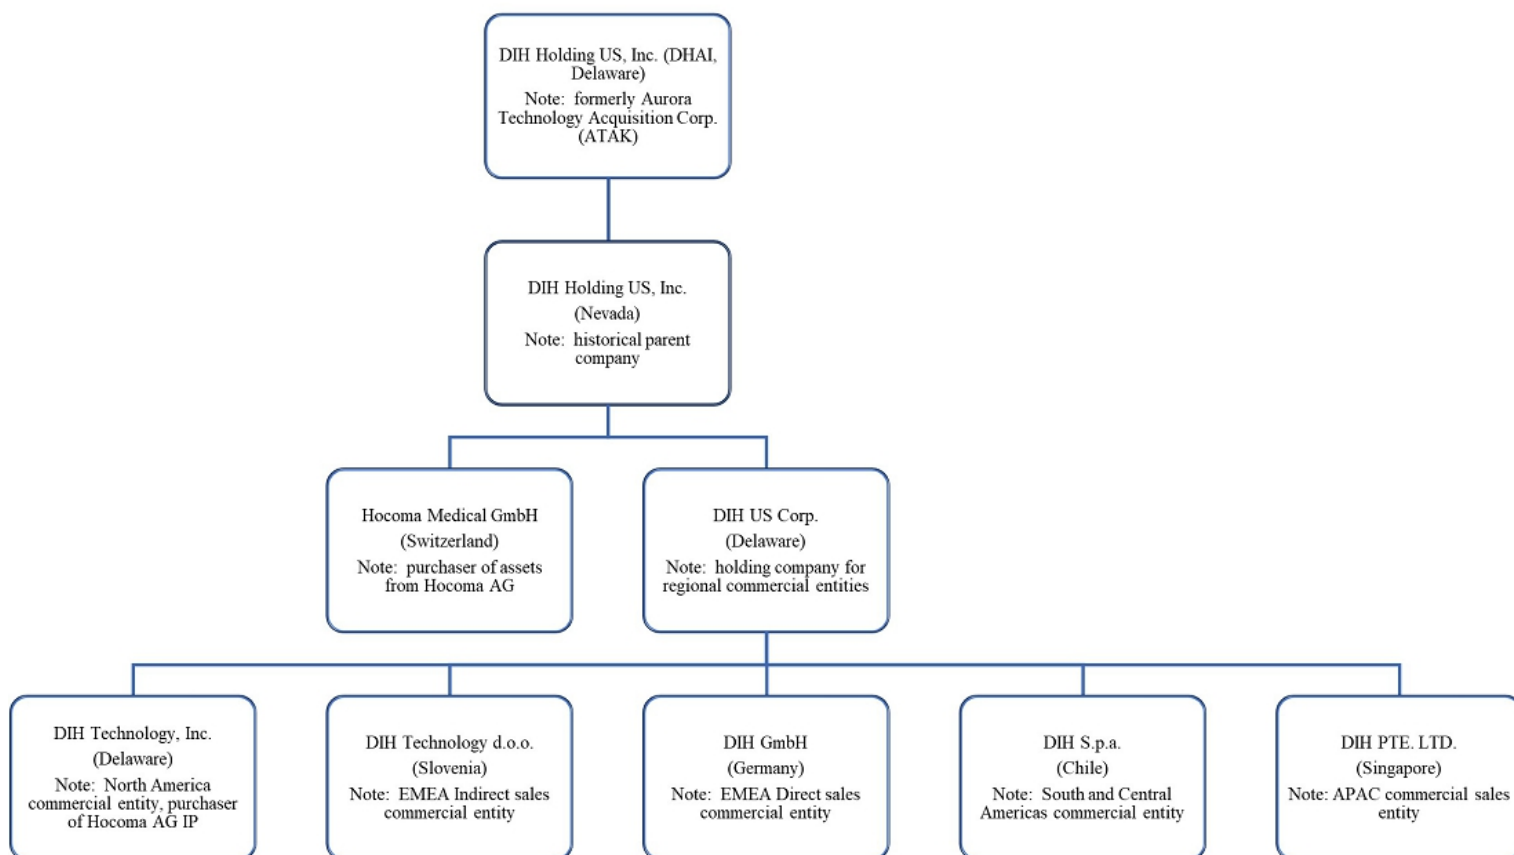 DIH Holding US, Inc. (DHAI,
Delaware)
Note: formerly Aurora
Technology Acquisition Corp.
(ATAK)
DIH Holding US, Inc.
(Nevada)
Note: historical parent
company
Hocoma Medical GmbH
(Switzerland)
Note: purchaser of assets
from Hocoma AG
DIH US Corp.
(Delaware)
Note: holding company for
regional commercial entities
DIH Technology, Inc.
(Delaware)
Note: North America
commercial entity, purchaser
of Hocoma AG IP
DIH Technology d.o.o.
(Slovenia)
Note: EMEA Indirect sales
commercial entity
DIH GmbH
(Germany)
Note: EMEA Direct sales
commercial entity
DIH S.p.a.
(Chile)
Note: South and Central
Americas commercial entity
DIH PTE. LTD.
(Singapore)
Note: APAC commercial sales
entity